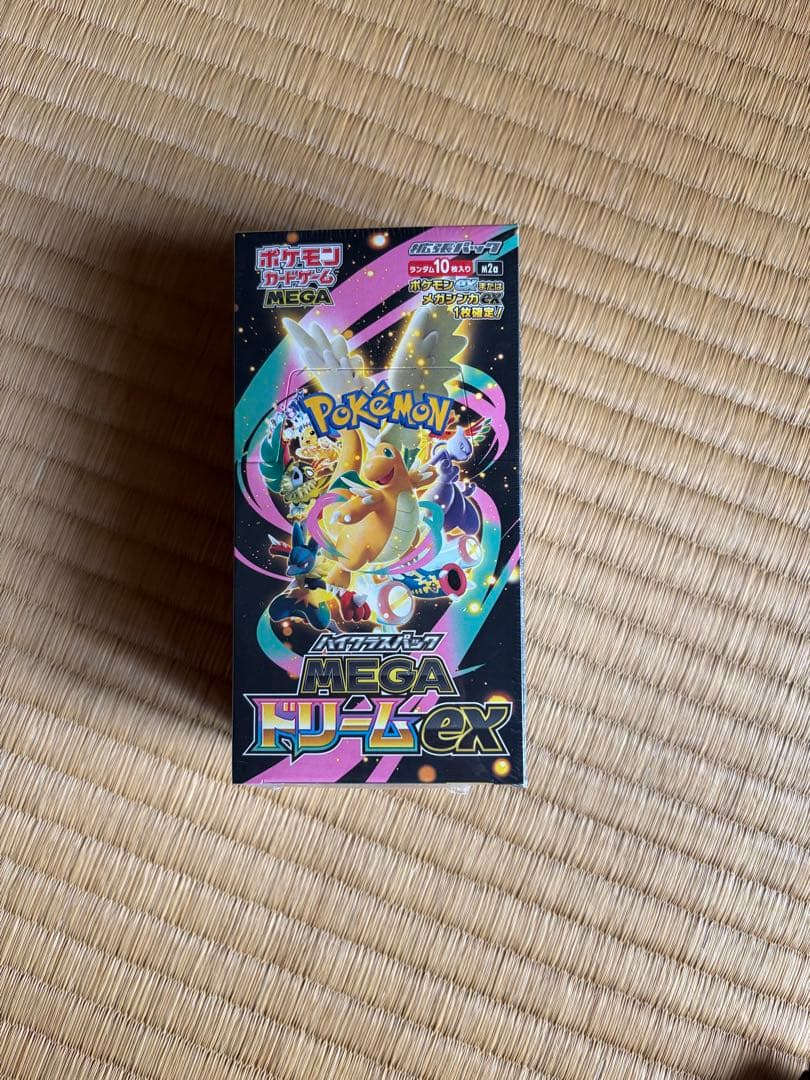 ポケモン
カードゲーム
MEGA
拡張パック
ランダム10枚入り
M2a
ポケモンexまたは
メガシンカex
1枚確定!
POKéMON
ハイクラスパック
MEGA
ドリームex